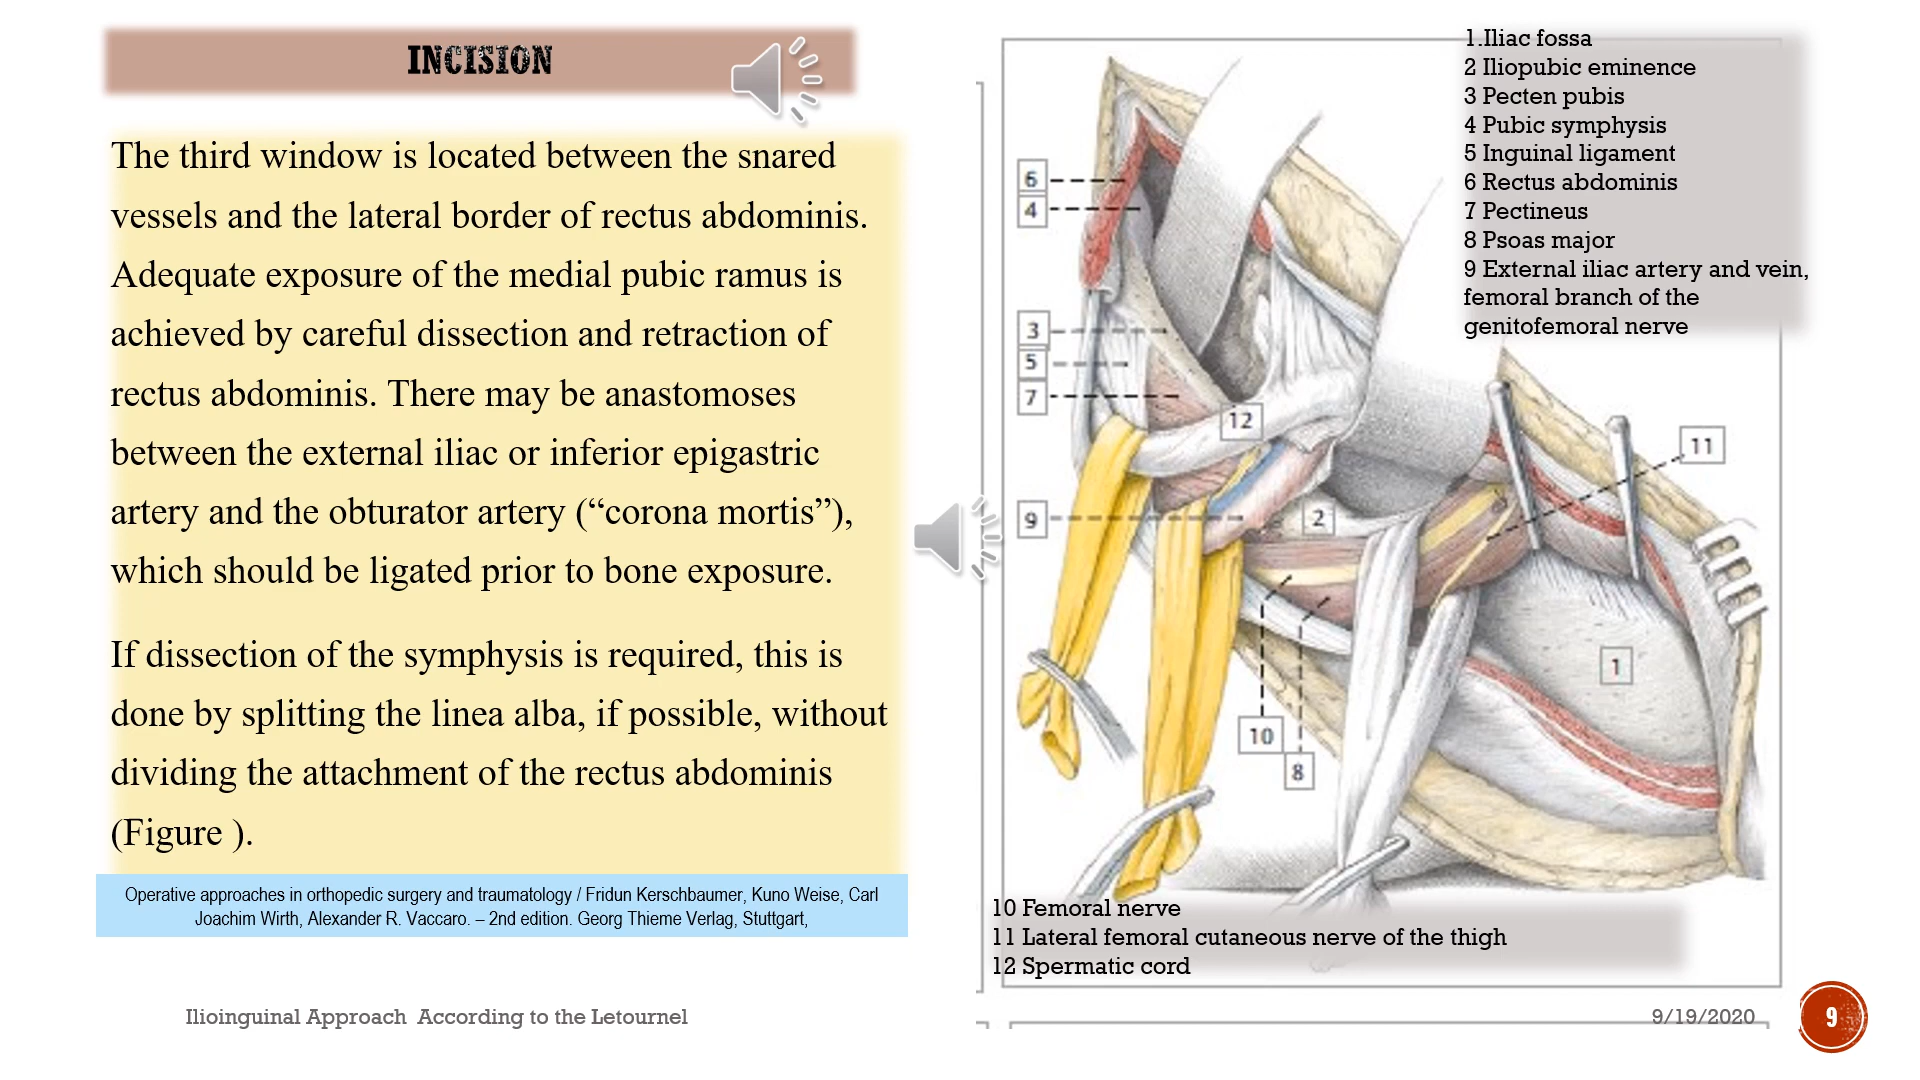 INCISION
The third window is located between the snared
vessels and the lateral border of rectus abdominis.
Adequate exposure of the medial pubic ramus is
achieved by careful dissection and retraction of
rectus abdominis. There may be anastomoses
between the external iliac or inferior epigastric
artery and the obturator artery (“corona mortis”),
which should be ligated prior to bone exposure.
If dissection of the symphysis is required, this is
done by splitting the linea alba, if possible, without
dividing the attachment of the rectus abdominis
(Figure ).
Operative approaches in orthopedic surgery and traumatology / Fridun Kerschbaumer, Kuno Weise, Carl
Joachim Wirth, Alexander R. Vaccaro. – 2nd edition. Georg Thieme Verlag, Stuttgart,
1.Iliac fossa
2 Iliopubic eminence
3 Pecten pubis
4 Pubic symphysis
5 Inguinal ligament
6 Rectus abdominis
7 Pectineus
8 Psoas major
9 External iliac artery and vein,
femoral branch of the
genitofemoral nerve
6
4
3
5
7
12
11
9
2
1
10
8
10 Femoral nerve
11 Lateral femoral cutaneous nerve of the thigh
12 Spermatic cord
Ilioinguinal Approach According to the Letournel
9/19/2020
9